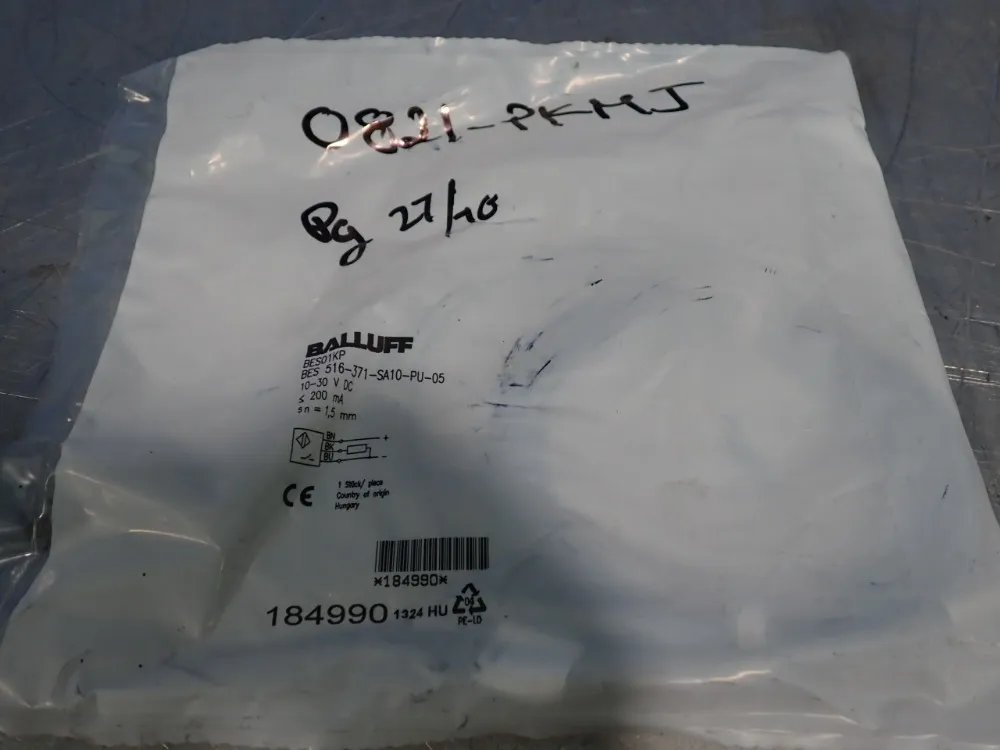 0821-PKMJ
Pg 27/10
BALLUFF
BES01KP
BES 516-371-SA10-PU-05
10-30 V DC
≤ 200 mA
sn = 1,5 mm
BN
+
BK
BU
-
CE
1 Stück/ piece
Country of origin
Hungary
*184990*
184990 1324 HU
04
PE-LD